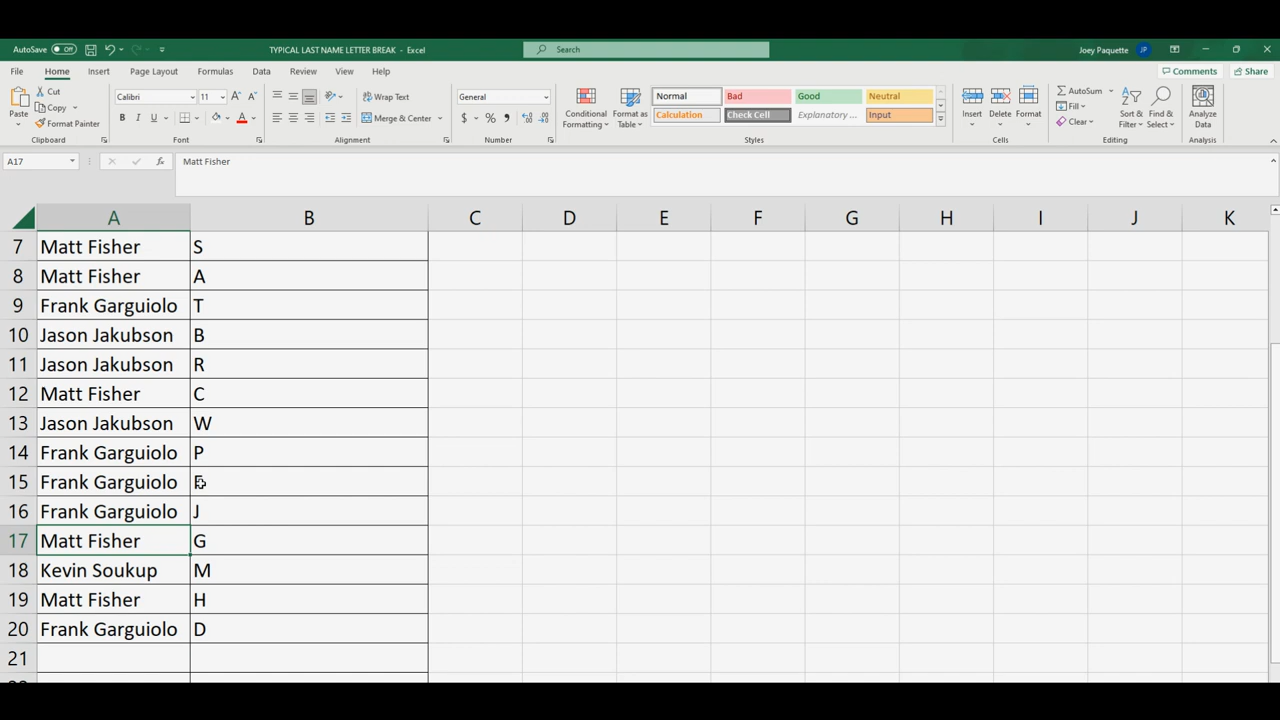 AutoSave Off TYPICAL LAST NAME LETTER BREAK - Excel Search Joey Paquette JP
File Home Insert Draw Page Layout Formulas Data Review View Help Comments Share
Paste Cut Copy Format Painter Clipboard
Calibri 11 B I U A Font
Wrap Text Merge & Center Alignment
General $ % , Number
Conditional Formatting Format as Table
Normal Bad Good Neutral
Calculation Check Cell Explanatory ... Input
Styles
Insert Delete Format Cells
AutoSum Fill Clear Sort & Filter Find & Select Editing
Analyze Data Analysis
A17 fx Matt Fisher
A B C D E F G H I J K
7 Matt Fisher S
8 Matt Fisher A
9 Frank Garguiolo T
10 Jason Jakubson B
11 Jason Jakubson R
12 Matt Fisher C
13 Jason Jakubson W
14 Frank Garguiolo P
15 Frank Garguiolo
16 Frank Garguiolo J
17 Matt Fisher G
18 Kevin Soukup M
19 Matt Fisher H
20 Frank Garguiolo D
21